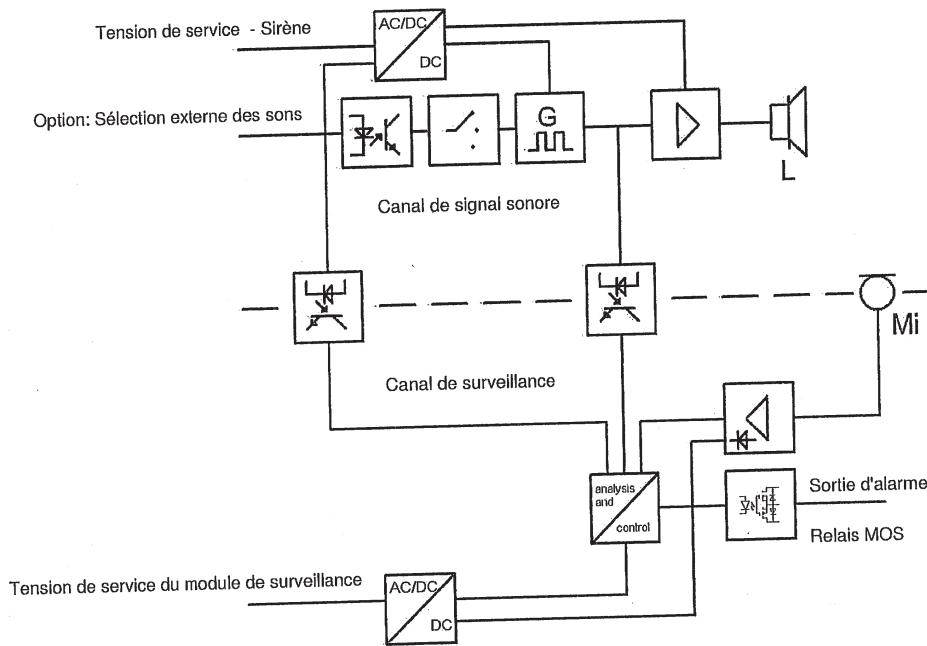 Tension de service - Sirène
AC/DC
DC
Option: Sélection externe des sons
G
L
Canal de signal sonore
Mi
Canal de surveillance
analysis
and
control
Sortie d'alarme
Relais MOS
Tension de service du module de surveillance
AC/DC
DC